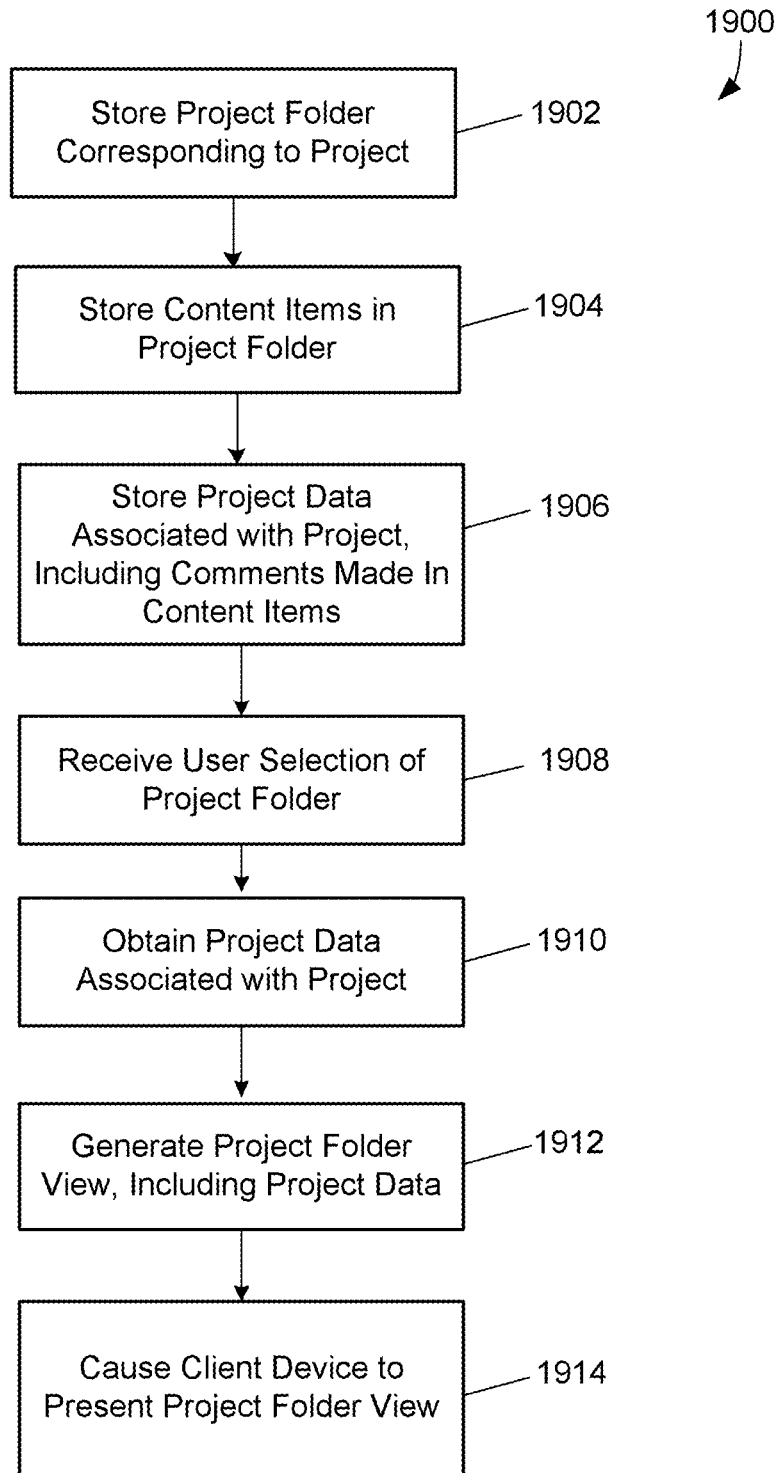 1900
Store Project Folder
Corresponding to Project
1902
Store Content Items in
Project Folder
1904
Store Project Data
Associated with Project,
Including Comments Made In
Content Items
1906
Receive User Selection of
Project Folder
1908
Obtain Project Data
Associated with Project
1910
Generate Project Folder
View, Including Project Data
1912
Cause Client Device to
Present Project Folder View
1914